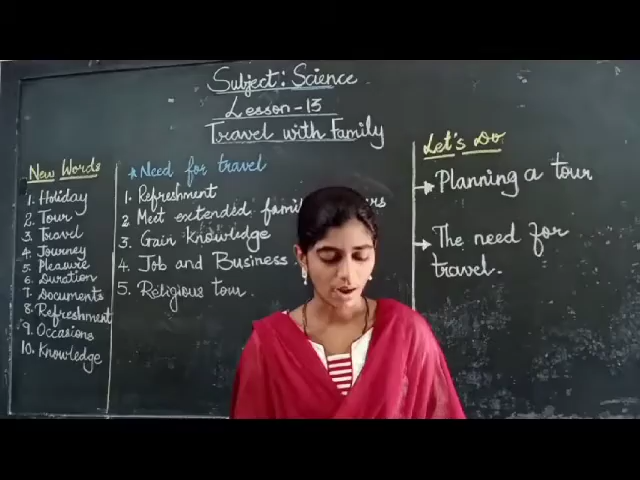 Subject: Science
Lesson-13
Travel with Family
New Words
1. Holiday
2. Tour
3. Travel
4. Journey
5. Pleasure
6. Duration
7. Documents
8. Refreshment
9. Occasions
10. Knowledge
*Need for travel
1. Refreshment
2 Meet extended
3. Gain knowledge
4. Job and Business
5. Religious tour
Let's Do
→ Planning a tour
→ The need for
travel.